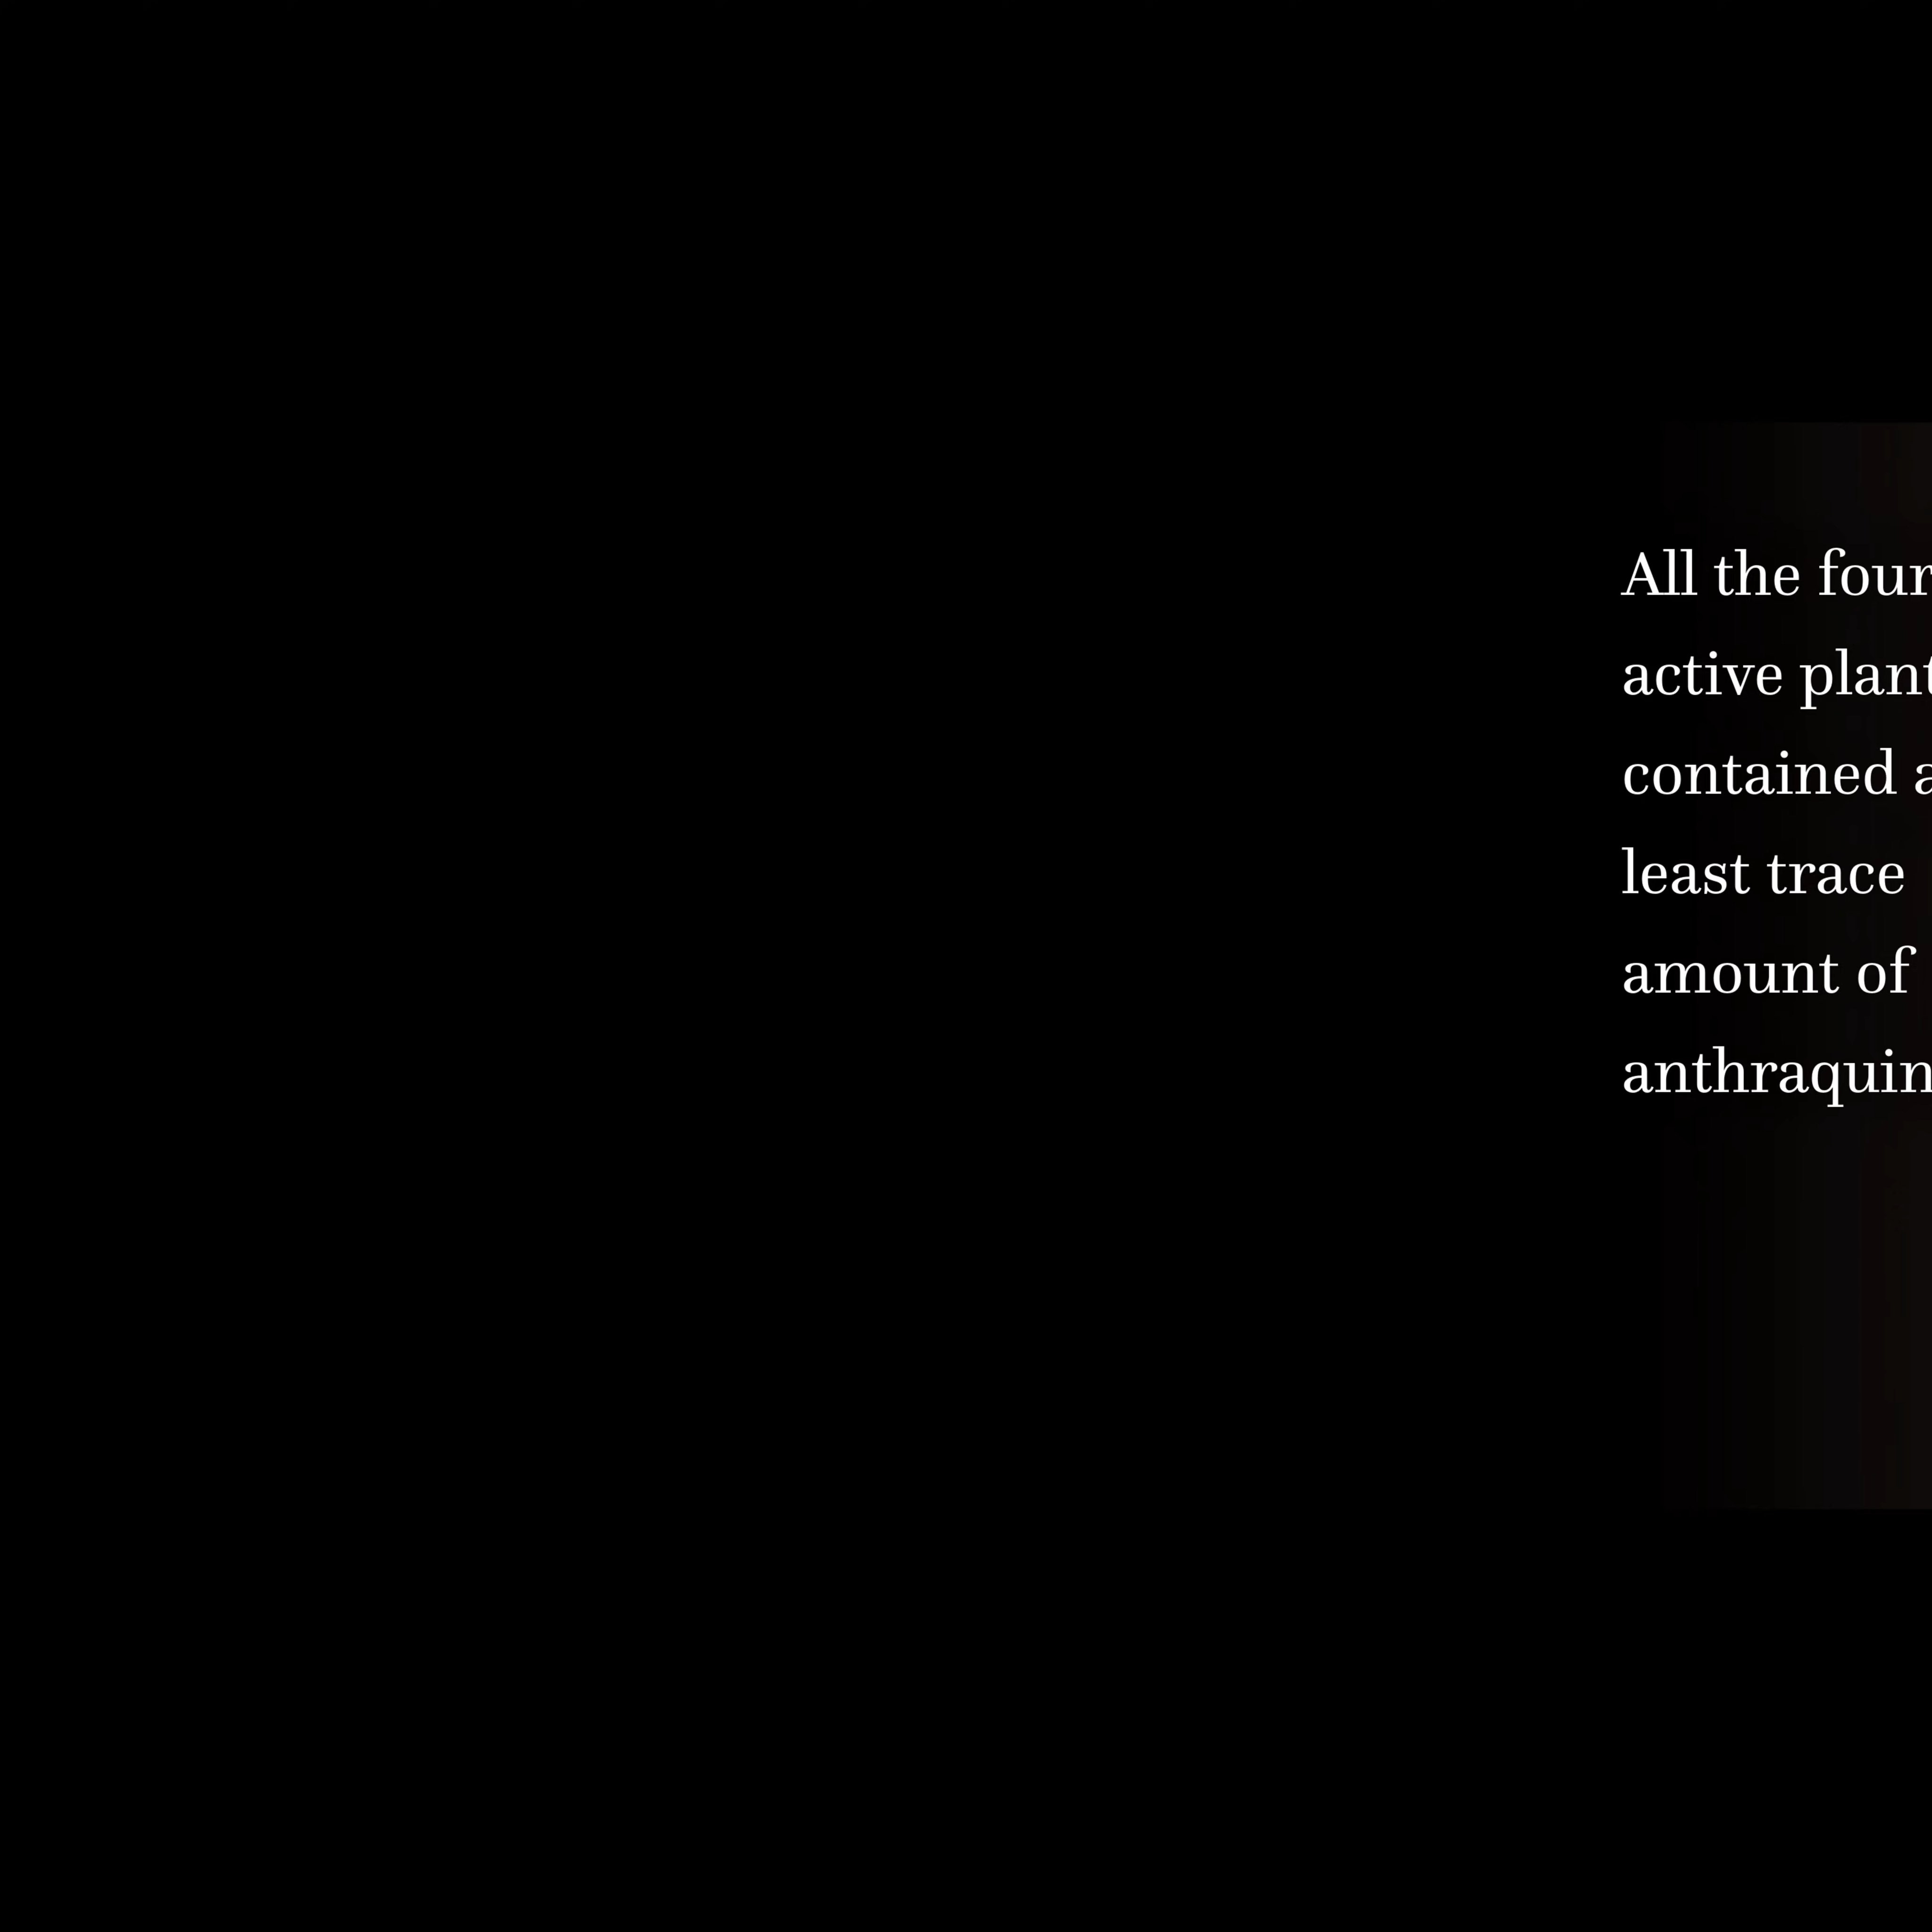 All the four
active plant
contained a
least trace
amount of
anthraquin